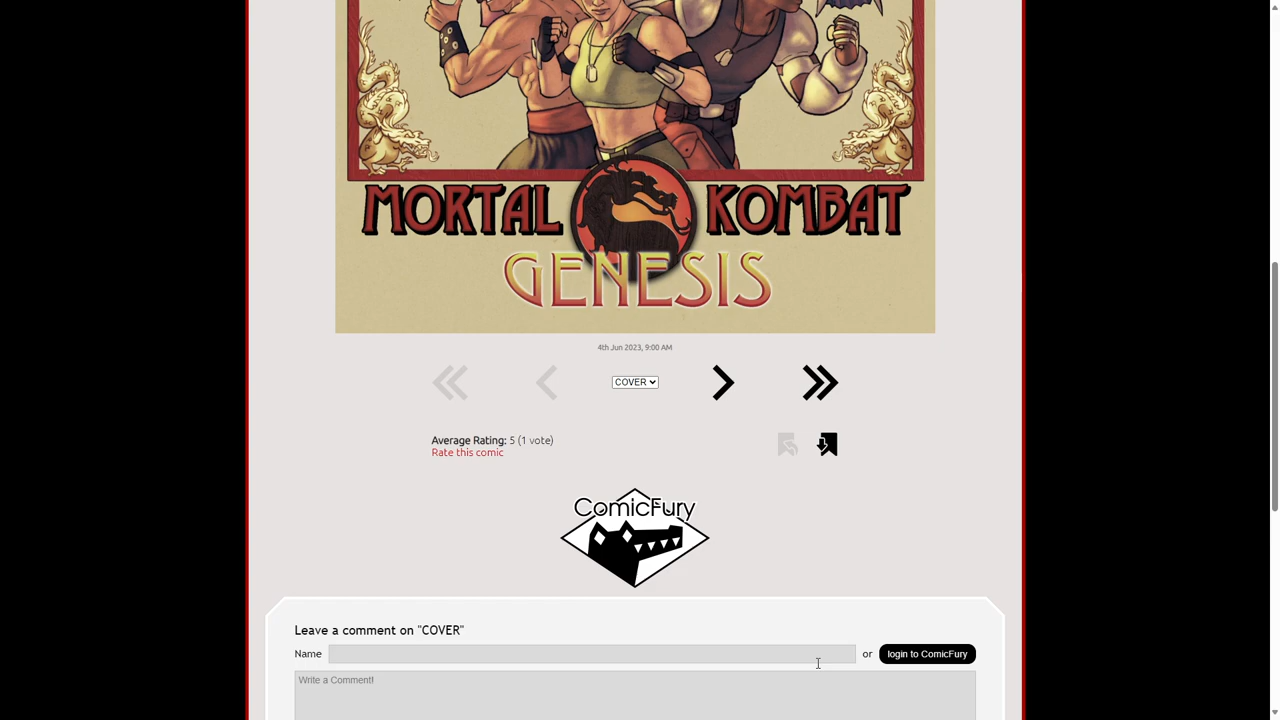 MORTAL KOMBAT
GENESIS
4th Jun 2023, 9:00 AM
COVER
Average Rating: 5 (1 vote)
Rate this comic
ComicFury
Leave a comment on "COVER"
Name or login to ComicFury
Write a Comment!